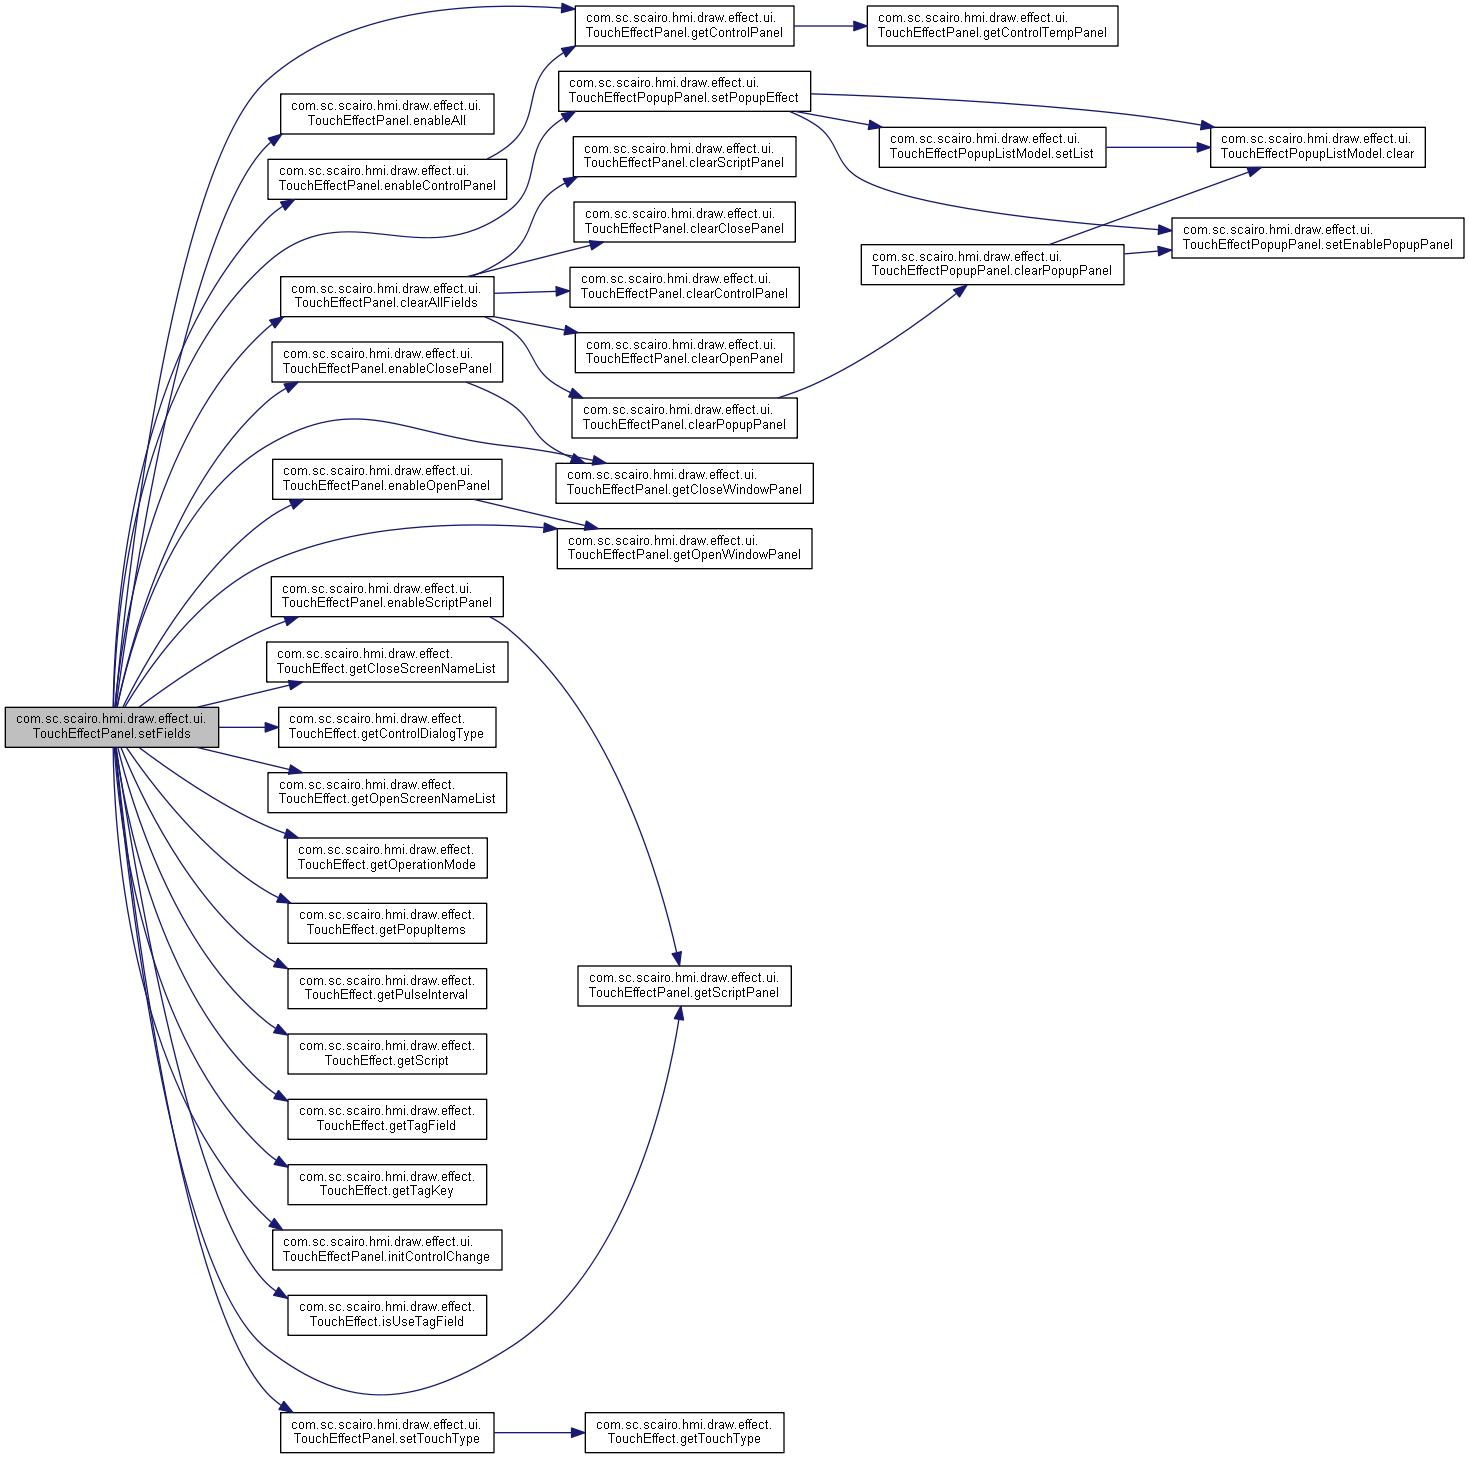 com.sc.scairo.hmi.draw.effect.ui.
TouchEffectPanel.setFields
com.sc.scairo.hmi.draw.effect.ui.
TouchEffectPanel.enableAll
com.sc.scairo.hmi.draw.effect.ui.
TouchEffectPanel.enableControlPanel
com.sc.scairo.hmi.draw.effect.ui.
TouchEffectPanel.clearAllFields
com.sc.scairo.hmi.draw.effect.ui.
TouchEffectPanel.enableClosePanel
com.sc.scairo.hmi.draw.effect.ui.
TouchEffectPanel.enableOpenPanel
com.sc.scairo.hmi.draw.effect.ui.
TouchEffectPanel.enableScriptPanel
com.sc.scairo.hmi.draw.effect.
TouchEffect.getCloseScreenNameList
com.sc.scairo.hmi.draw.effect.
TouchEffect.getControlDialogType
com.sc.scairo.hmi.draw.effect.
TouchEffect.getOpenScreenNameList
com.sc.scairo.hmi.draw.effect.
TouchEffect.getOperationMode
com.sc.scairo.hmi.draw.effect.
TouchEffect.getPopupItems
com.sc.scairo.hmi.draw.effect.
TouchEffect.getPulseInterval
com.sc.scairo.hmi.draw.effect.
TouchEffect.getScript
com.sc.scairo.hmi.draw.effect.
TouchEffect.getTagField
com.sc.scairo.hmi.draw.effect.
TouchEffect.getTagKey
com.sc.scairo.hmi.draw.effect.ui.
TouchEffectPanel.initControlChange
com.sc.scairo.hmi.draw.effect.
TouchEffect.isUseTagField
com.sc.scairo.hmi.draw.effect.ui.
TouchEffectPanel.setTouchType
com.sc.scairo.hmi.draw.effect.ui.
TouchEffectPanel.getControlPanel
com.sc.scairo.hmi.draw.effect.ui.
TouchEffectPopupPanel.setPopupEffect
com.sc.scairo.hmi.draw.effect.ui.
TouchEffectPanel.clearScriptPanel
com.sc.scairo.hmi.draw.effect.ui.
TouchEffectPanel.clearClosePanel
com.sc.scairo.hmi.draw.effect.ui.
TouchEffectPanel.clearControlPanel
com.sc.scairo.hmi.draw.effect.ui.
TouchEffectPanel.clearOpenPanel
com.sc.scairo.hmi.draw.effect.ui.
TouchEffectPanel.clearPopupPanel
com.sc.scairo.hmi.draw.effect.ui.
TouchEffectPanel.getCloseWindowPanel
com.sc.scairo.hmi.draw.effect.ui.
TouchEffectPanel.getOpenWindowPanel
com.sc.scairo.hmi.draw.effect.ui.
TouchEffectPanel.getScriptPanel
com.sc.scairo.hmi.draw.effect.
TouchEffect.getTouchType
com.sc.scairo.hmi.draw.effect.ui.
TouchEffectPanel.getControlTempPanel
com.sc.scairo.hmi.draw.effect.ui.
TouchEffectPopupListModel.setList
com.sc.scairo.hmi.draw.effect.ui.
TouchEffectPopupPanel.clearPopupPanel
com.sc.scairo.hmi.draw.effect.ui.
TouchEffectPopupListModel.clear
com.sc.scairo.hmi.draw.effect.ui.
TouchEffectPopupPanel.setEnablePopupPanel